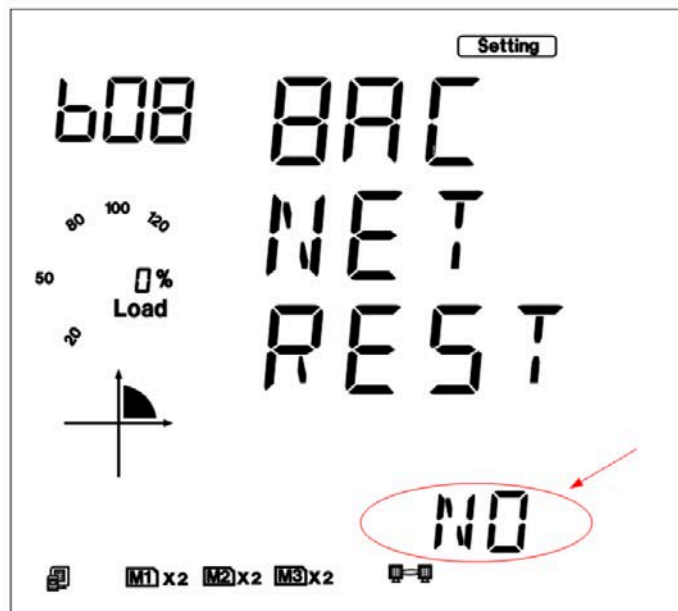 Setting
b08
BAC
NET
80 100 120
50
0%
Load
20
REST
NO
M1 X2 M2 X2 M3 X2